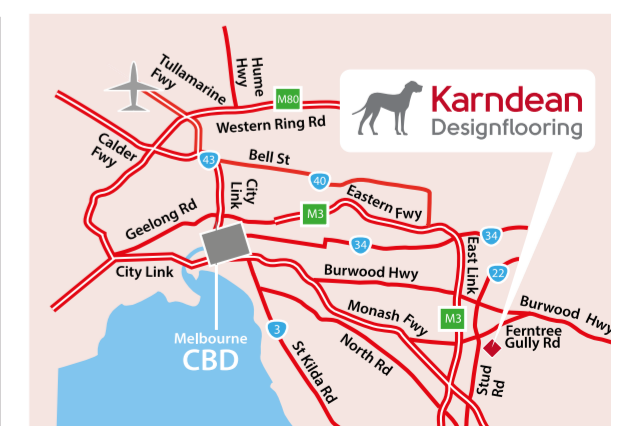 Tullamarine
Fwy
Hume
Hwy
M80
Western Ring Rd
Karndean
Designflooring
Calder
Fwy
43
Bell St
40
City
Link
Eastern Fwy
Geelong Rd
M3
34
34
East Link
22
City Link
Burwood Hwy
Burwood Hwy
Monash Fwy
M3
Ferntree
Gully Rd
Melbourne
CBD
3
St Kilda Rd
North Rd
Stud
Rd